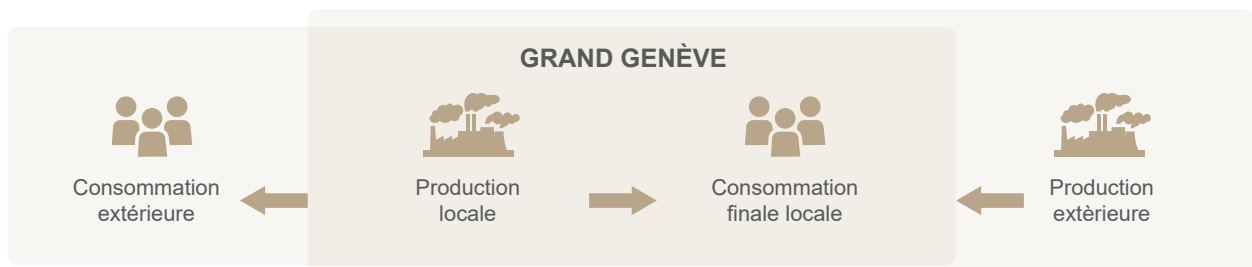 GRAND GENÈVE
Consommation
extérieure
Production
locale
Consommation
finale locale
Production
extèrieure